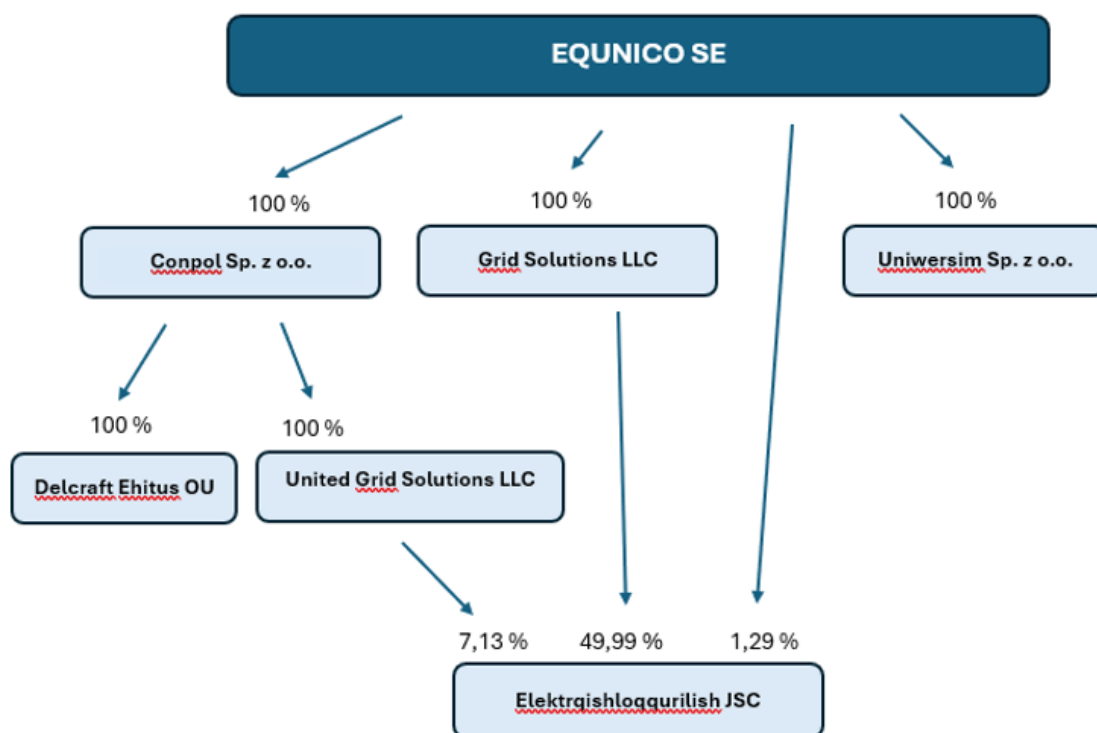 EQUNICO SE
100 %
100 %
100 %
Conpol Sp. z o.o.
Grid Solutions LLC
Uniwersim Sp. z o.o.
100 %
100 %
Delcraft Ehitus OU
United Grid Solutions LLC
7,13 %
49,99 %
1,29 %
Elektrqishloqqurilish JSC